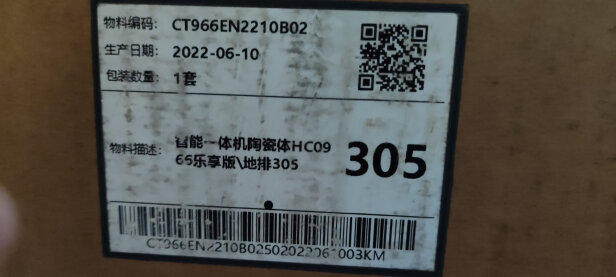 物料编码: CT966EN2210B02
生产日期: 2022-06-10
包装数量: 1套
物料描述: 智能一体机陶瓷体HC09
66乐享版\地排305
305